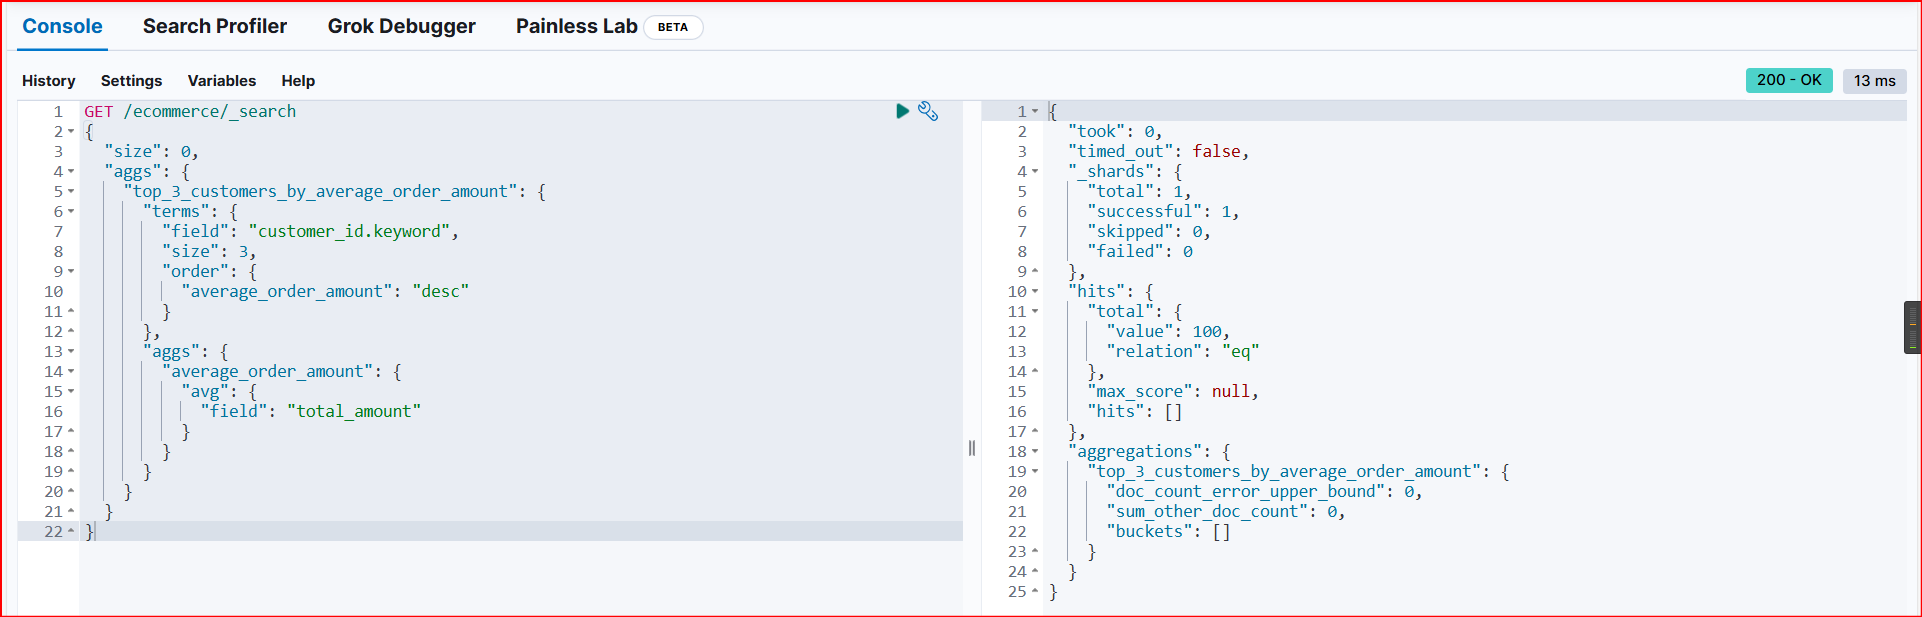 Console Search Profiler Grok Debugger Painless Lab BETA
History Settings Variables Help 200 - OK 13 ms
1 GET /ecommerce/_search
2 {
3   "size": 0,
4   "aggs": {
5     "top_3_customers_by_average_order_amount": {
6       "terms": {
7         "field": "customer_id.keyword",
8         "size": 3,
9         "order": {
10           "average_order_amount": "desc"
11         }
12       },
13       "aggs": {
14         "average_order_amount": {
15           "avg": {
16             "field": "total_amount"
17           }
18         }
19       }
20     }
21   }
22 }
1 {
2   "took": 0,
3   "timed_out": false,
4   "_shards": {
5     "total": 1,
6     "successful": 1,
7     "skipped": 0,
8     "failed": 0
9   },
10   "hits": {
11     "total": {
12       "value": 100,
13       "relation": "eq"
14     },
15     "max_score": null,
16     "hits": []
17   },
18   "aggregations": {
19     "top_3_customers_by_average_order_amount": {
20       "doc_count_error_upper_bound": 0,
21       "sum_other_doc_count": 0,
22       "buckets": []
23     }
24   }
25 }